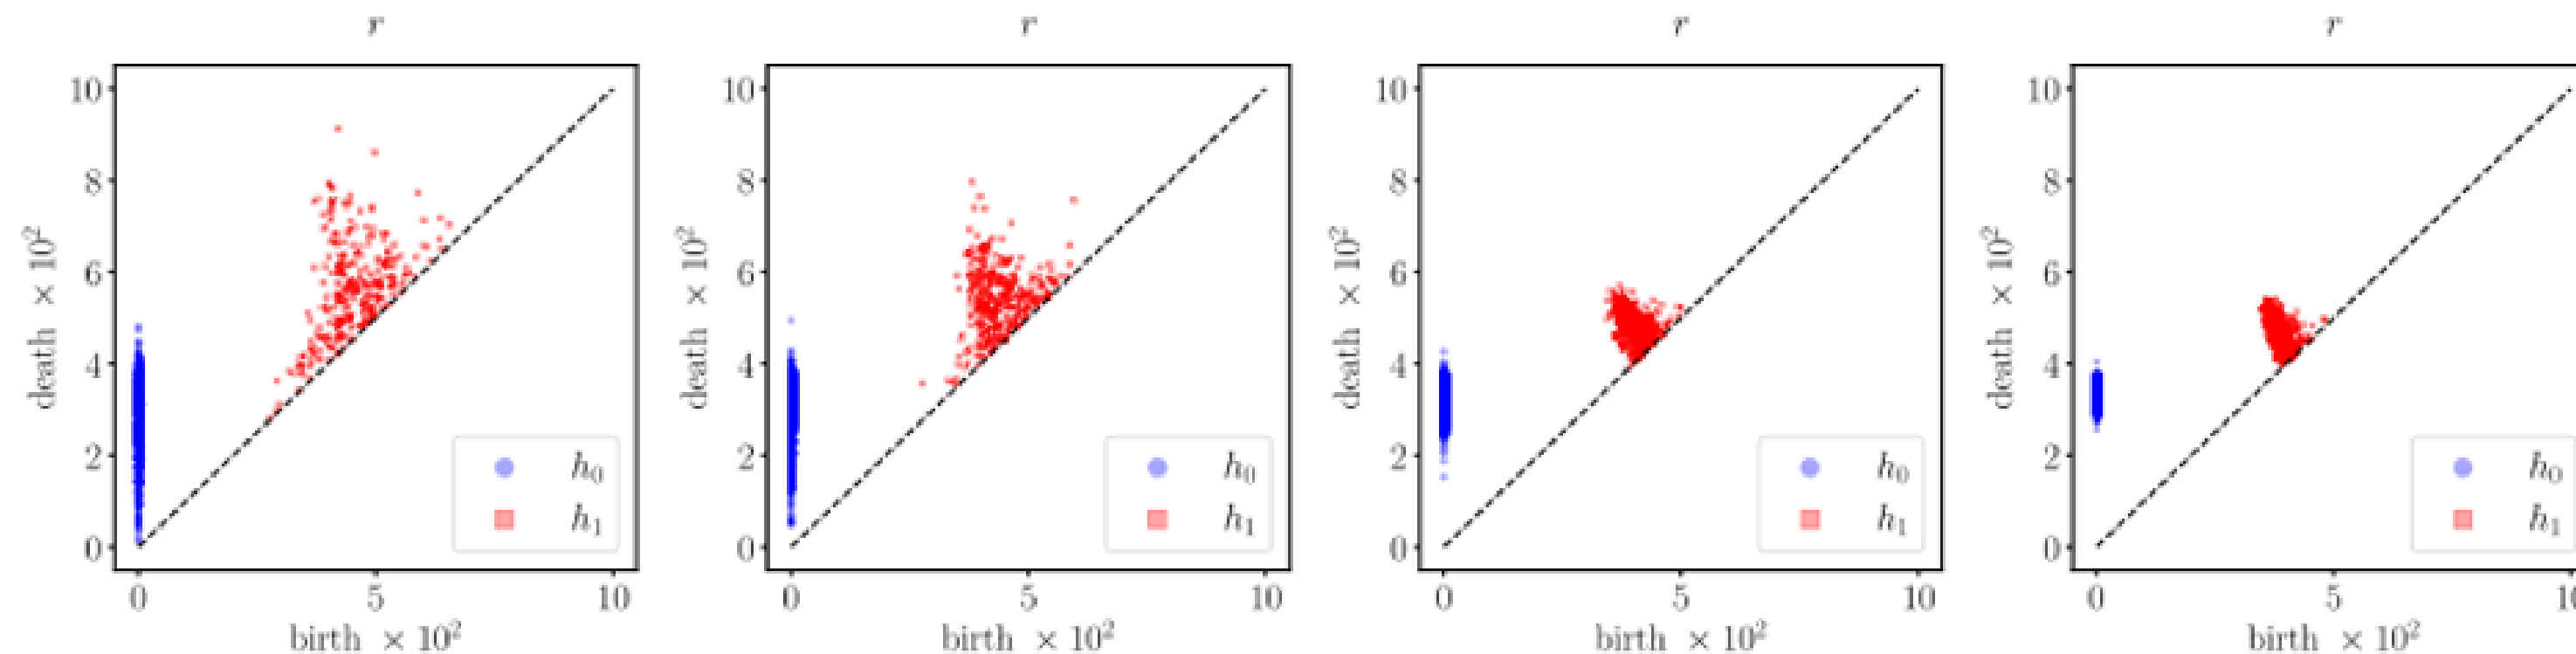 r r r r
10 10 10 10
8 8 8 8
6 6 6 6
4 4 4 4
2 2 2 2
0 0 0 0
death × 10² death × 10² death × 10² death × 10²
h₀ h₀ h₀ h₀
h₁ h₁ h₁ h₁
0 5 10 0 5 10 0 5 10 0 5
birth × 10² birth × 10² birth × 10² birth × 10²